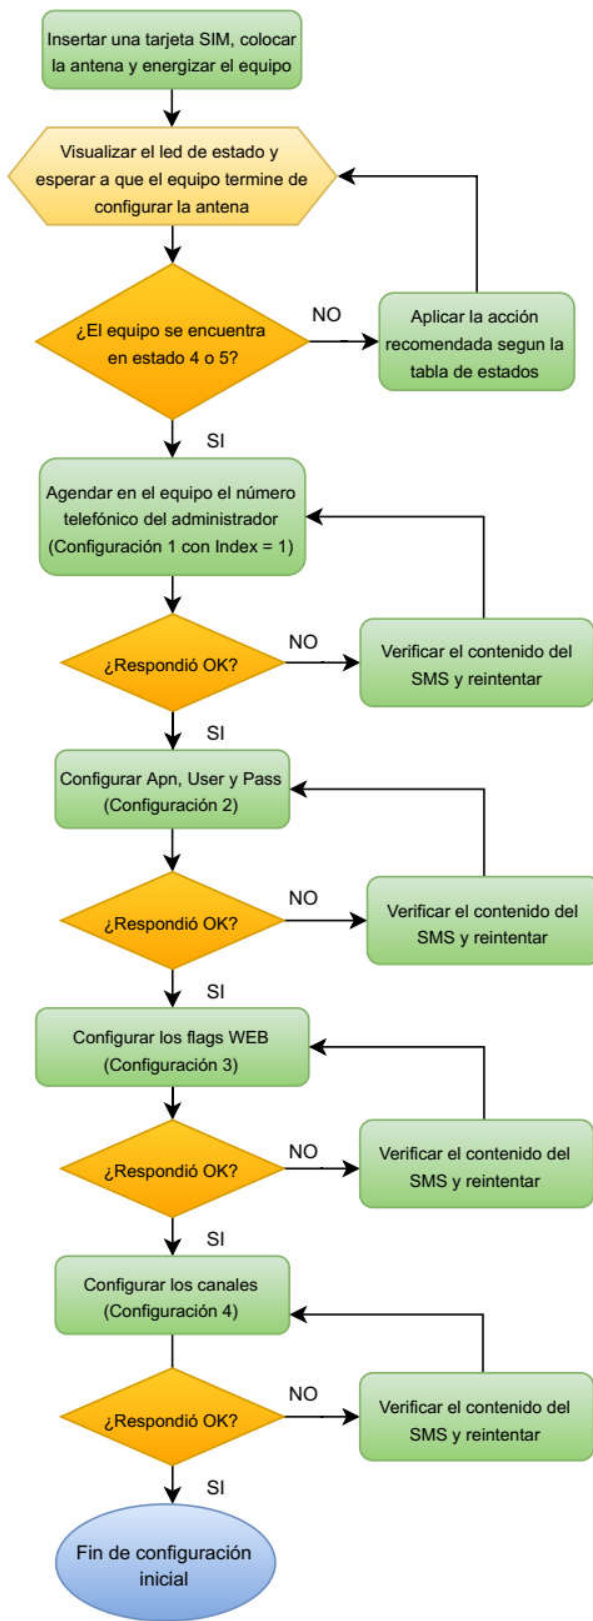 Insertar una tarjeta SIM, colocar
la antena y energizar el equipo
Visualizar el led de estado y
esperar a que el equipo termine de
configurar la antena
¿El equipo se encuentra
en estado 4 o 5?
NO
Aplicar la acción
recomendada segun la
tabla de estados
SI
Agendar en el equipo el número
telefónico del administrador
(Configuración 1 con Index = 1)
¿Respondió OK?
NO
Verificar el contenido del
SMS y reintentar
SI
Configurar Apn, User y Pass
(Configuración 2)
¿Respondió OK?
NO
Verificar el contenido del
SMS y reintentar
SI
Configurar los flags WEB
(Configuración 3)
¿Respondió OK?
NO
Verificar el contenido del
SMS y reintentar
SI
Configurar los canales
(Configuración 4)
¿Respondió OK?
NO
Verificar el contenido del
SMS y reintentar
SI
Fin de configuración
inicial